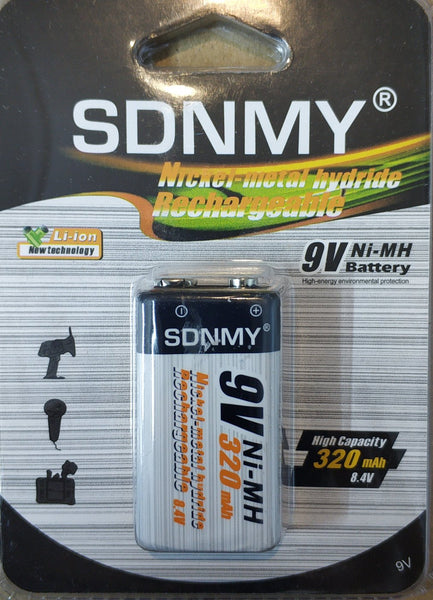 SDNMY®
Nickel-metal hydride
Rechargeable
Li-ion
New technology
9V Ni-MH
Battery
High-energy environmental protection
SDNMY®
9V Ni-MH
320 mAh
Nickel-metal hydride
Rechargeable 8.4V
High Capacity
320 mAh
8.4V
9V